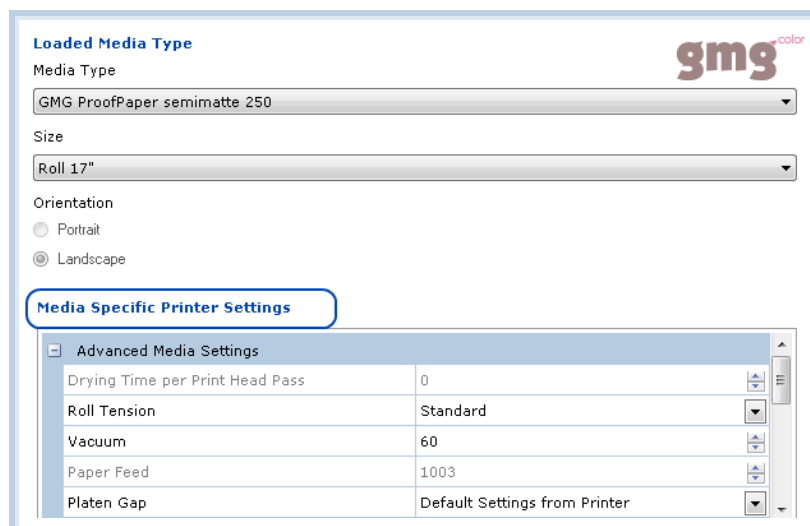 Loaded Media Type
gmg color
Media Type
GMG ProofPaper semimatte 250
Size
Roll 17"
Orientation
Portrait
Landscape
Media Specific Printer Settings
Advanced Media Settings
Drying Time per Print Head Pass 0
Roll Tension Standard
Vacuum 60
Paper Feed 1003
Platen Gap Default Settings from Printer